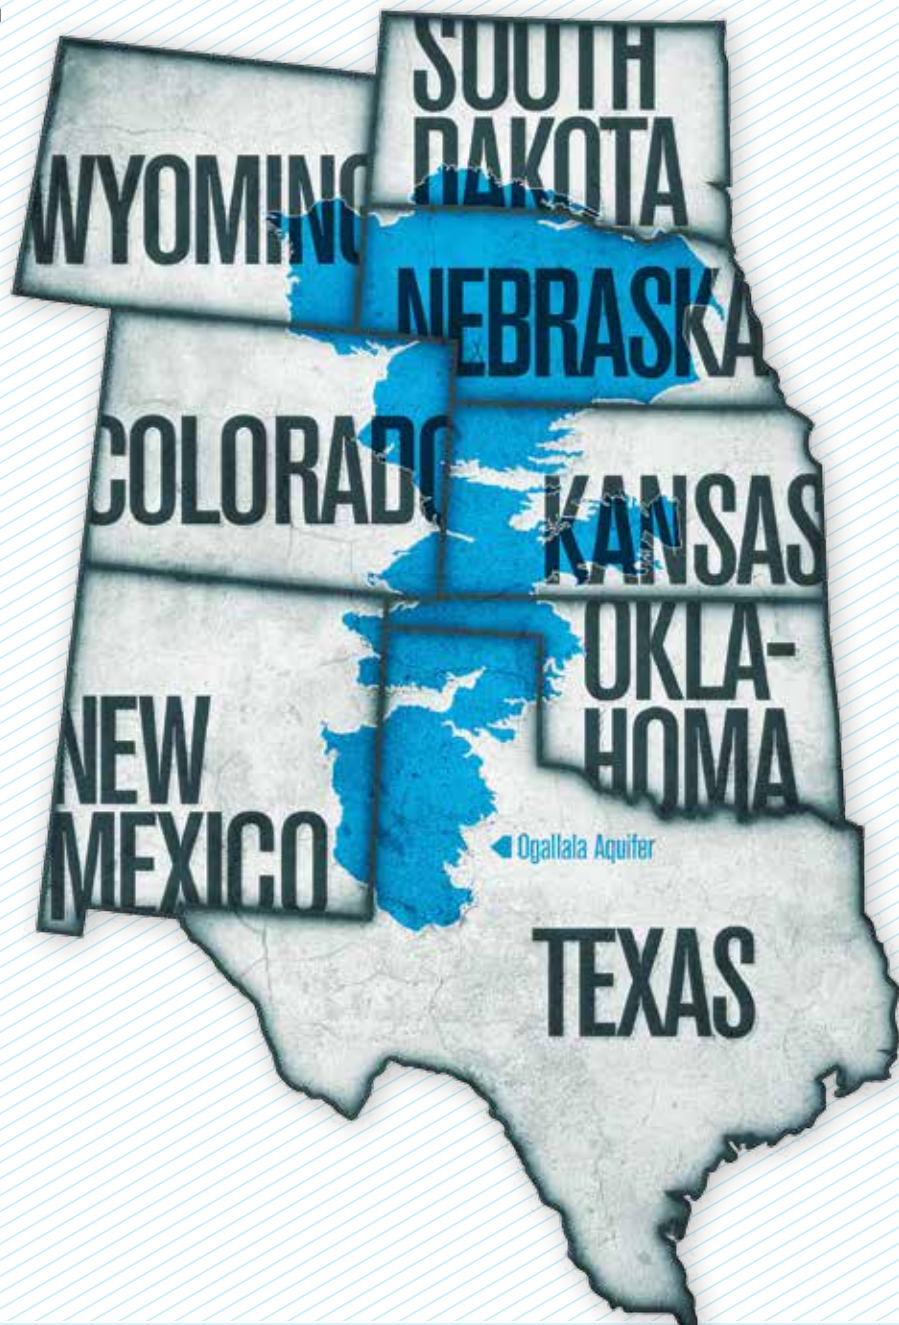 SOUTH
DAKOTA
WYOMING
NEBRASKA
COLORADO
KANSAS
OKLA-
HOMA
NEW
MEXICO
Ogallala Aquifer
TEXAS